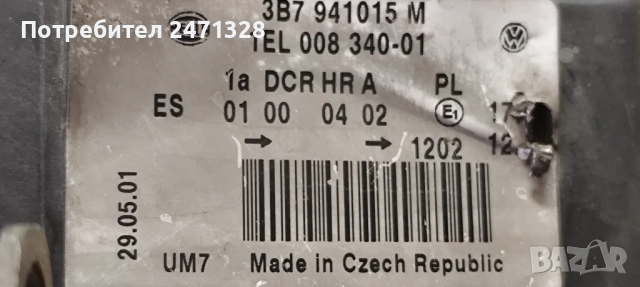 Потребител 2471328
3B7 941015 M
1EL 008 340-01
1a DCR HR A PL
ES 01 00 04 02 E1 17
→ → 1202 12
29.05.01
UM7 Made in Czech Republic
BAZAR